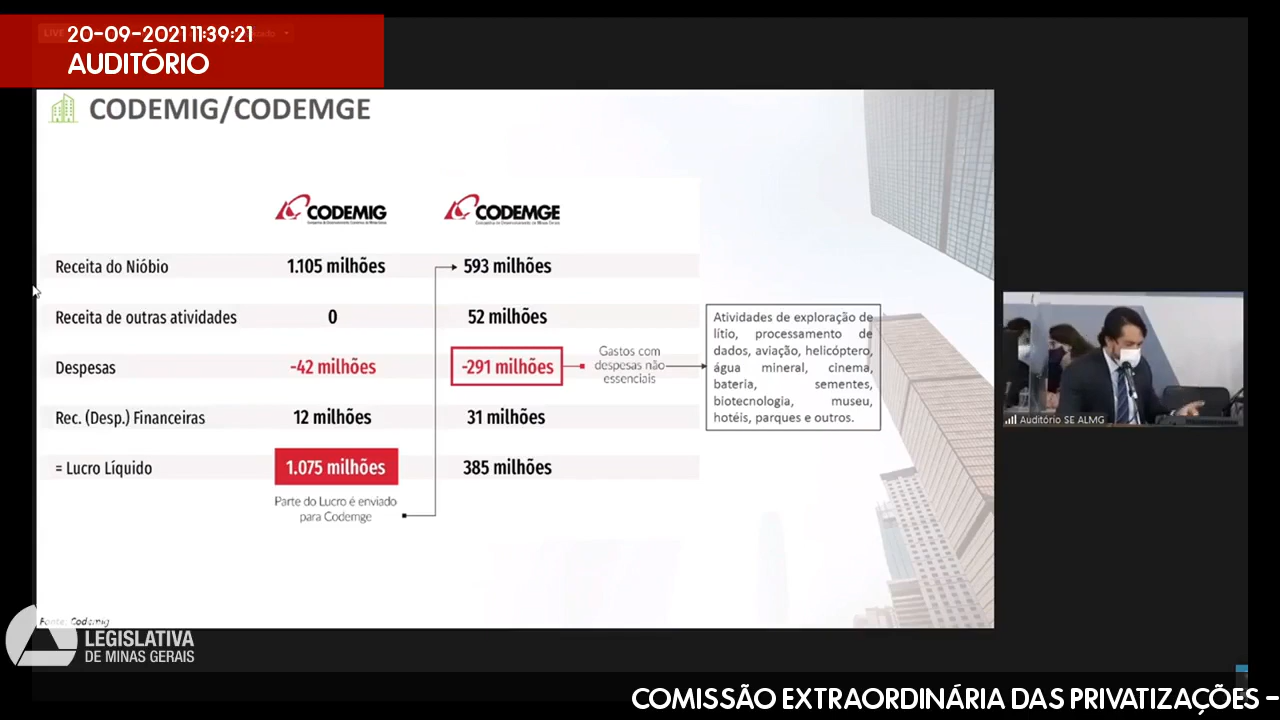 LIVE
20-09-2021 11:39:21
AUDITÓRIO
CODEMIG/CODEMGE
CODEMIG
CODEMGE
Receita do Nióbio 1.105 milhões 593 milhões
Receita de outras atividades 0 52 milhões
Despesas -42 milhões -291 milhões
Gastos com
despesas não
essenciais
Atividades de exploração de
lítio, processamento de
dados, aviação, helicóptero,
água mineral, cinema,
bateria, sementes,
biotecnologia, museu,
hotéis, parques e outros.
Rec. (Desp.) Financeiras 12 milhões 31 milhões
= Lucro Líquido 1.075 milhões 385 milhões
Parte do Lucro é enviado
para Codemge
Auditório SE ALMG
Fonte: Codemig
LEGISLATIVA
DE MINAS GERAIS
COMISSÃO EXTRAORDINÁRIA DAS PRIVATIZAÇÕES -